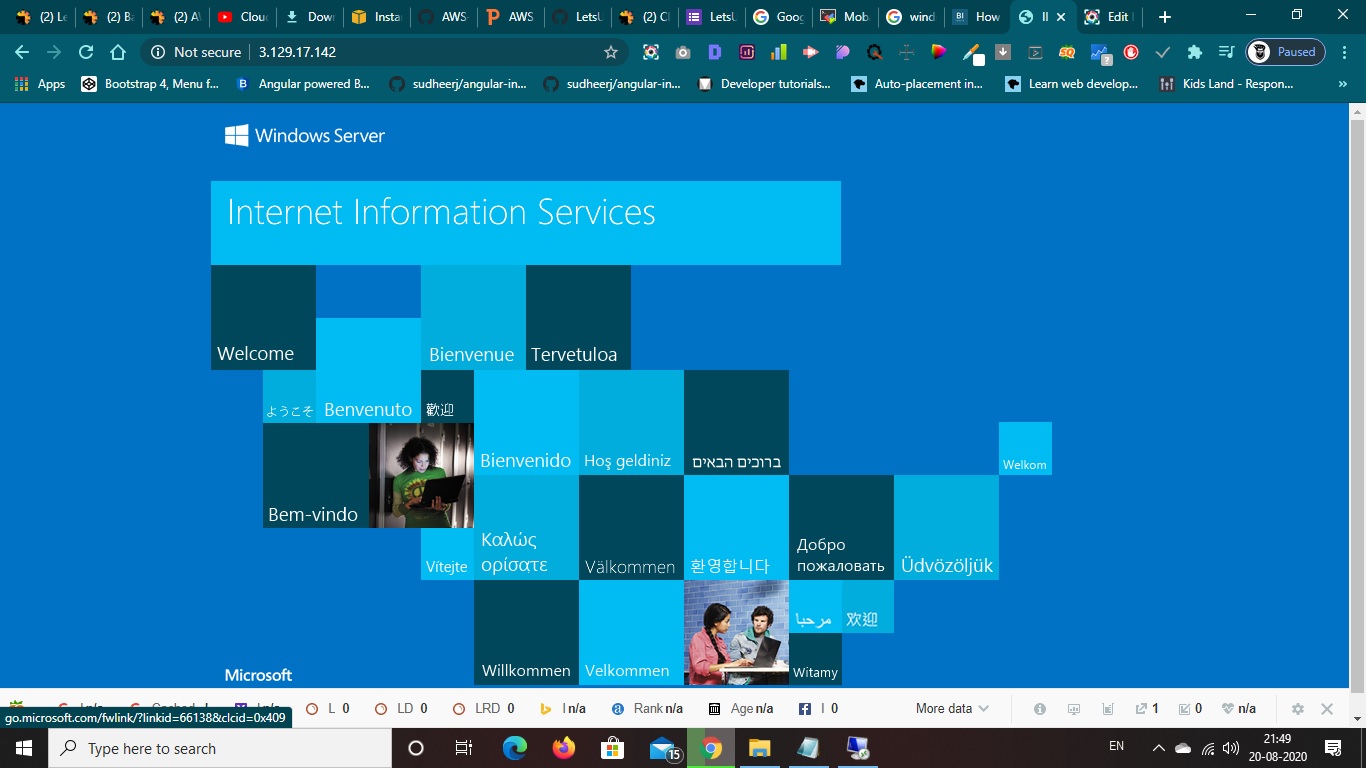 (2) Le
(2) Ba
(2) A
Cloud
Dow
Instan
AWS-
AWS
LetsU
(2) Cl
LetsU
Goog
Mob
wind
How
II
Edit
Not secure
3.129.17.142
Paused
Apps
Bootstrap 4, Menu f...
Angular powered B...
sudheerj/angular-in...
sudheerj/angular-in...
Developer tutorials...
Auto-placement in...
Learn web develop...
Kids Land - Respon...
»
Windows Server
Internet Information Services
Welcome
Bienvenue
Tervetuloa
ようこそ
Benvenuto
歡迎
Bienvenido
Hoş geldiniz
ברוכים הבאים
Welkom
Bem-vindo
Vítejte
Καλώς
ορίσατε
Välkommen
환영합니다
Добро
пожаловать
Üdvözöljük
Willkommen
Velkommen
مرحبا
欢迎
Witamy
Microsoft
L 0
LD 0
LRD 0
I n/a
Rank n/a
Age n/a
I 0
More data
1
0
n/a
go.microsoft.com/fwlink/?linkid=66138&clcid=0x409
Type here to search
15
EN
21:49
20-08-2020